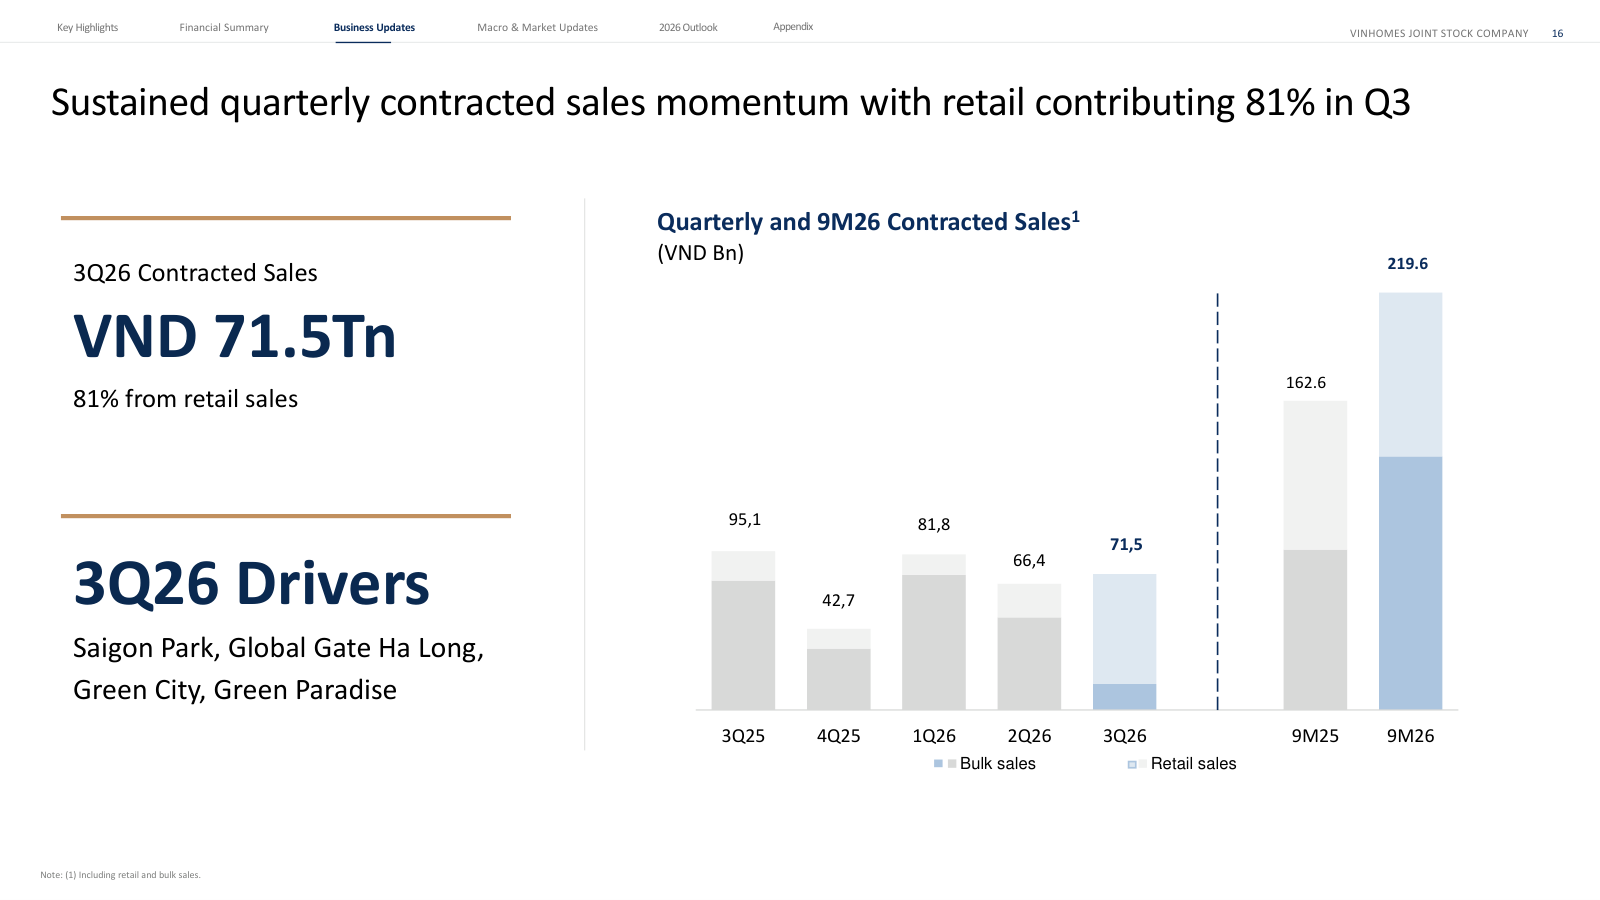 Key Highlights
Financial Summary
Business Updates
Macro & Market Updates
2026 Outlook
Appendix
VINHOMES JOINT STOCK COMPANY
16
Sustained quarterly contracted sales momentum with retail contributing 81% in Q3
3Q26 Contracted Sales
VND 71.5Tn
81% from retail sales
3Q26 Drivers
Saigon Park, Global Gate Ha Long,
Green City, Green Paradise
Quarterly and 9M26 Contracted Sales¹
(VND Bn)
95,1
42,7
81,8
66,4
71,5
162.6
219.6
3Q25
4Q25
1Q26
2Q26
3Q26
9M25
9M26
Bulk sales
Retail sales
Note: (1) Including retail and bulk sales.